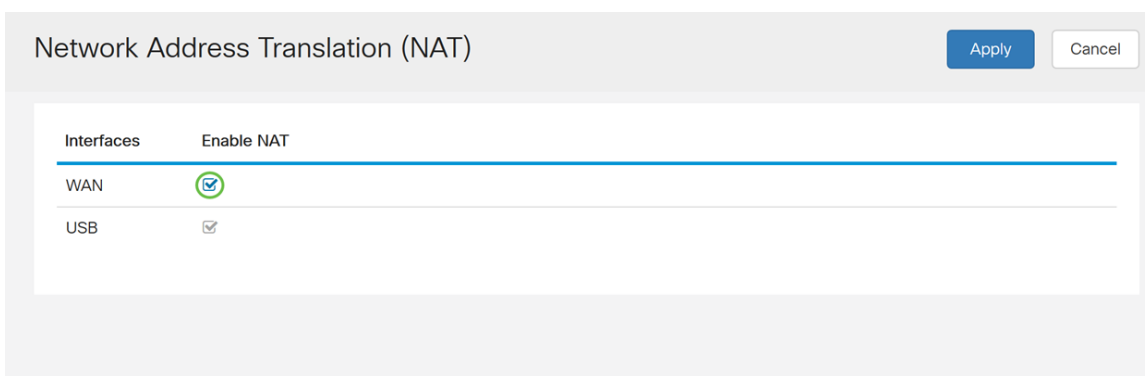 Network Address Translation (NAT)
Apply
Cancel
Interfaces
Enable NAT
WAN
USB